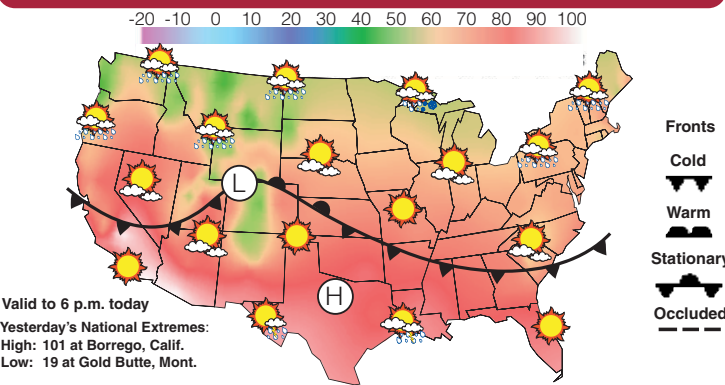 -20 -10 0 10 20 30 40 50 60 70 80 90 100
L
H
Fronts
Cold
Warm
Stationary
Occluded
Valid to 6 p.m. today
Yesterday's National Extremes:
High: 101 at Borrego, Calif.
Low: 19 at Gold Butte, Mont.